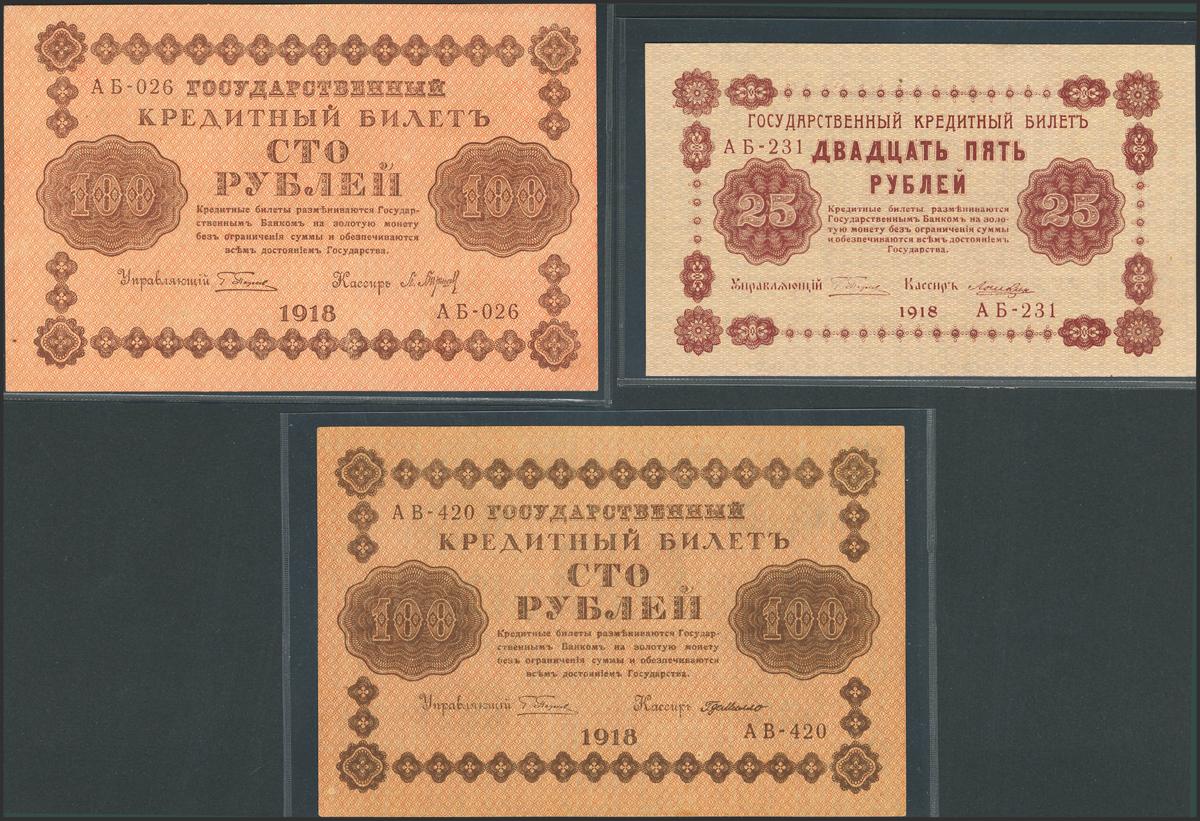 АБ-026 ГОСУДАРСТВЕННЫЙ
КРЕДИТНЫЙ БИЛЕТЪ
СТО
РУБЛЕЙ
100 100
Кредитные билеты размѣниваются Государ-
ственнымъ Банкомъ на золотую монету
безъ ограниченія суммы и обезпечиваются
всѣмъ достояніемъ Государства.
Управляющій Кассиръ
1918 АБ-026
ГОСУДАРСТВЕННЫЙ КРЕДИТНЫЙ БИЛЕТЪ
АБ-231 ДВАДЦАТЬ ПЯТЬ
РУБЛЕЙ
25 25
Кредитные билеты размѣниваются
Государственнымъ Банкомъ на золо-
тую монету безъ ограниченія суммы
и обезпечиваются всѣмъ достояніемъ
Государства.
Управляющій Кассиръ
1918 АБ-231
АВ-420 ГОСУДАРСТВЕННЫЙ
КРЕДИТНЫЙ БИЛЕТЪ
СТО
РУБЛЕЙ
100 100
Кредитные билеты размѣниваются Государ-
ственнымъ Банкомъ на золотую монету
безъ ограниченія суммы и обезпечиваются
всѣмъ достояніемъ Государства.
Управляющій Кассиръ
1918 АВ-420